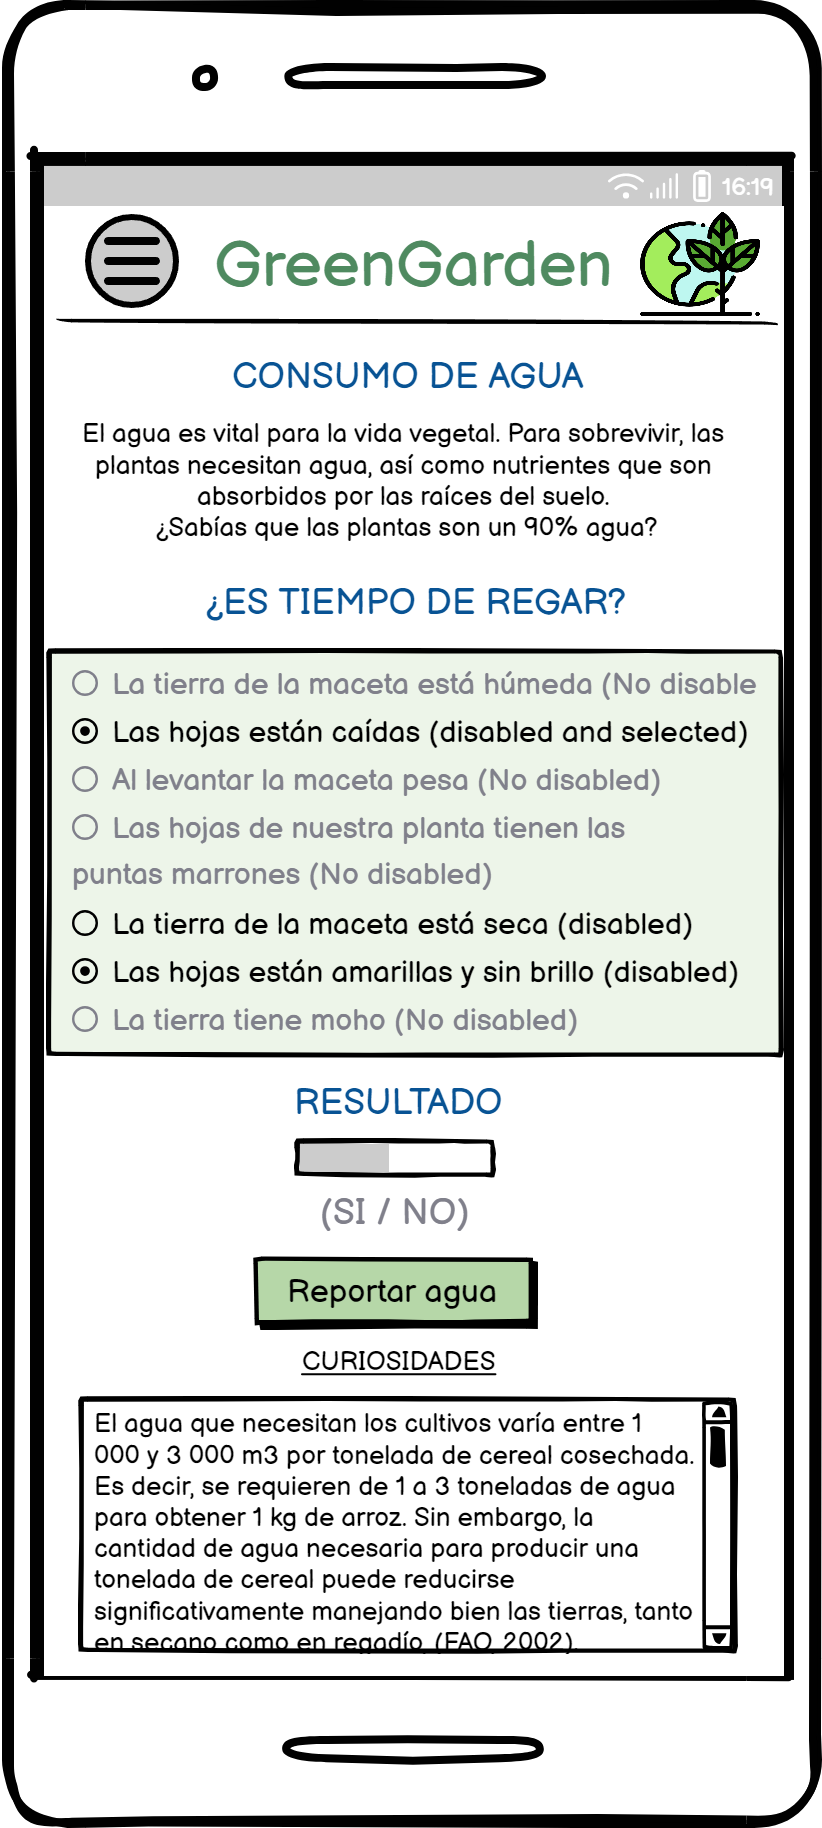 16:19
GreenGarden
CONSUMO DE AGUA
El agua es vital para la vida vegetal. Para sobrevivir, las
plantas necesitan agua, así como nutrientes que son
absorbidos por las raíces del suelo.
¿Sabías que las plantas son un 90% agua?
¿ES TIEMPO DE REGAR?
La tierra de la maceta está húmeda (No disable
Las hojas están caídas (disabled and selected)
Al levantar la maceta pesa (No disabled)
Las hojas de nuestra planta tienen las
puntas marrones (No disabled)
La tierra de la maceta está seca (disabled)
Las hojas están amarillas y sin brillo (disabled)
La tierra tiene moho (No disabled)
RESULTADO
(SI / NO)
Reportar agua
CURIOSIDADES
El agua que necesitan los cultivos varía entre 1
000 y 3 000 m3 por tonelada de cereal cosechada.
Es decir, se requieren de 1 a 3 toneladas de agua
para obtener 1 kg de arroz. Sin embargo, la
cantidad de agua necesaria para producir una
tonelada de cereal puede reducirse
significativamente manejando bien las tierras, tanto
en secano como en regadío. (FAO, 2002).